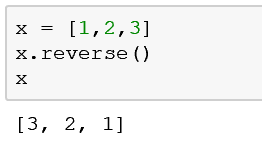 x = [1,2,3]
x.reverse()
x
[3, 2, 1]